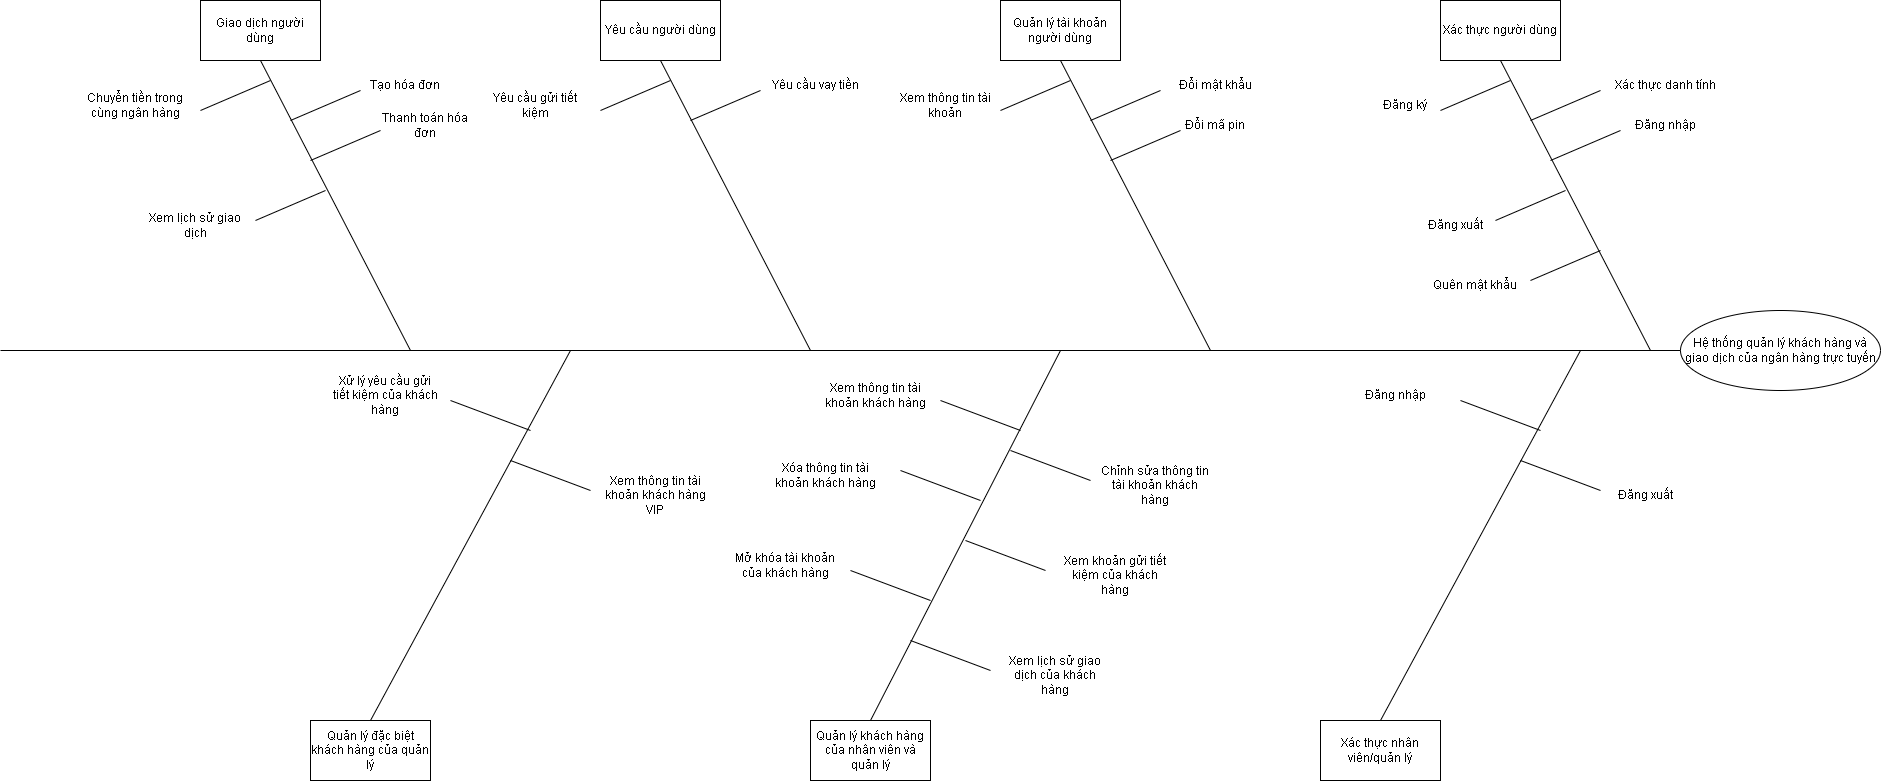 Giao dịch người
dùng
Yêu cầu người dùng
Quản lý tài khoản
người dùng
Xác thực người dùng
Chuyển tiền trong
cùng ngân hàng
Tạo hóa đơn
Thanh toán hóa
đơn
Xem lịch sử giao
dịch
Yêu cầu gửi tiết
kiệm
Yêu cầu vay tiền
Xem thông tin tài
khoản
Đổi mật khẩu
Đổi mã pin
Đăng ký
Xác thực danh tính
Đăng nhập
Đăng xuất
Quên mật khẩu
Hệ thống quản lý khách hàng và
giao dịch của ngân hàng trực tuyến
Xử lý yêu cầu gửi
tiết kiệm của khách
hàng
Xem thông tin tài
khoản khách hàng
VIP
Xem thông tin tài
khoản khách hàng
Xóa thông tin tài
khoản khách hàng
Chỉnh sửa thông tin
tài khoản khách
hàng
Mở khóa tài khoản
của khách hàng
Xem khoản gửi tiết
kiệm của khách
hàng
Xem lịch sử giao
dịch của khách
hàng
Đăng nhập
Đăng xuất
Quản lý đặc biệt
khách hàng của quản
lý
Quản lý khách hàng
của nhân viên và
quản lý
Xác thực nhân
viên/quản lý